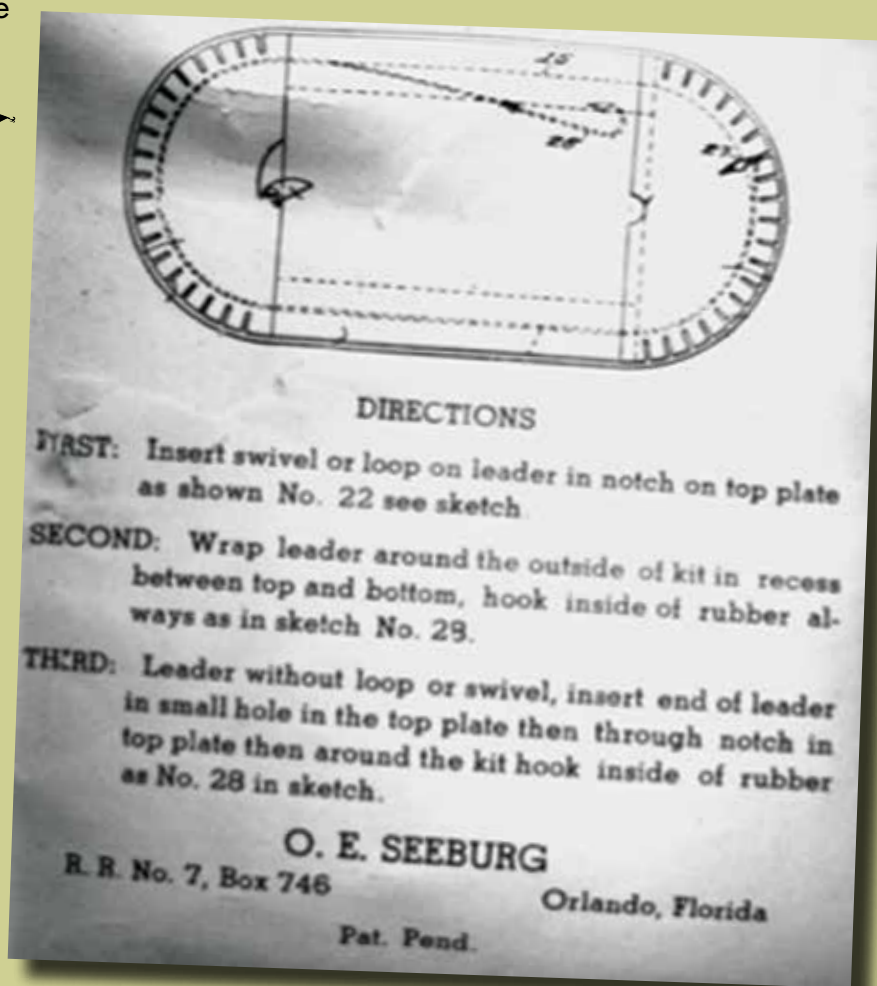 e
15
28
DIRECTIONS
FIRST: Insert swivel or loop on leader in notch on top plate
as shown No. 22 see sketch
SECOND: Wrap leader around the outside of kit in recess
between top and bottom, hook inside of rubber al-
ways as in sketch No. 28.
THIRD: Leader without loop or swivel, insert end of leader
in small hole in the top plate then through notch in
top plate then around the kit hook inside of rubber
as No. 28 in sketch.
O. E. SEEBURG
R. R. No. 7, Box 746
Orlando, Florida
Pat. Pend.